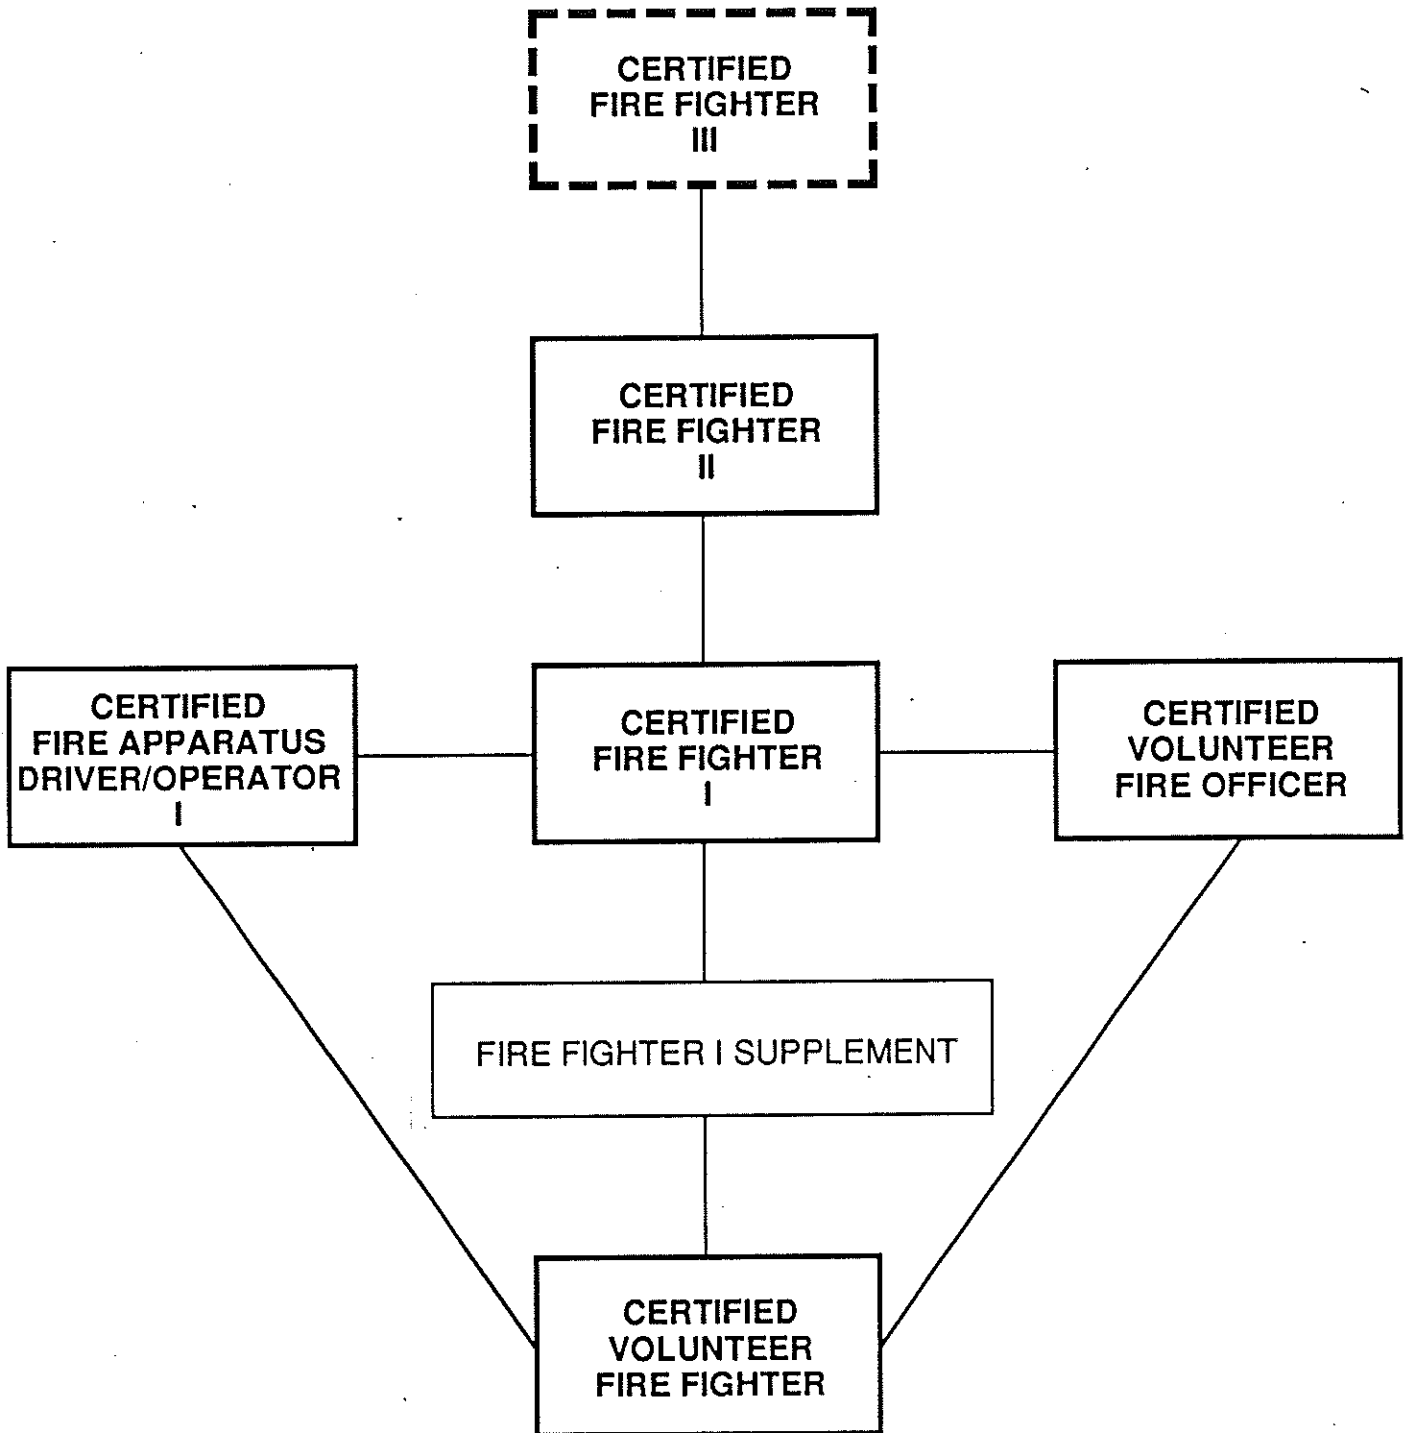 CERTIFIED
FIRE FIGHTER
III
CERTIFIED
FIRE FIGHTER
II
CERTIFIED
FIRE APPARATUS
DRIVER/OPERATOR
I
CERTIFIED
FIRE FIGHTER
I
CERTIFIED
VOLUNTEER
FIRE OFFICER
FIRE FIGHTER I SUPPLEMENT
CERTIFIED
VOLUNTEER
FIRE FIGHTER